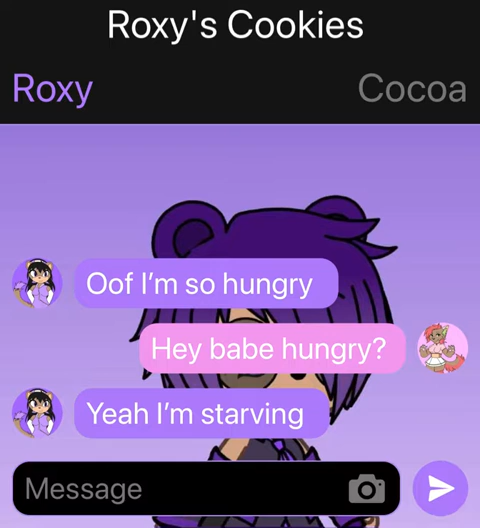 Roxy's Cookies
Roxy
Cocoa
Oof I’m so hungry
Hey babe hungry?
Yeah I’m starving
Message